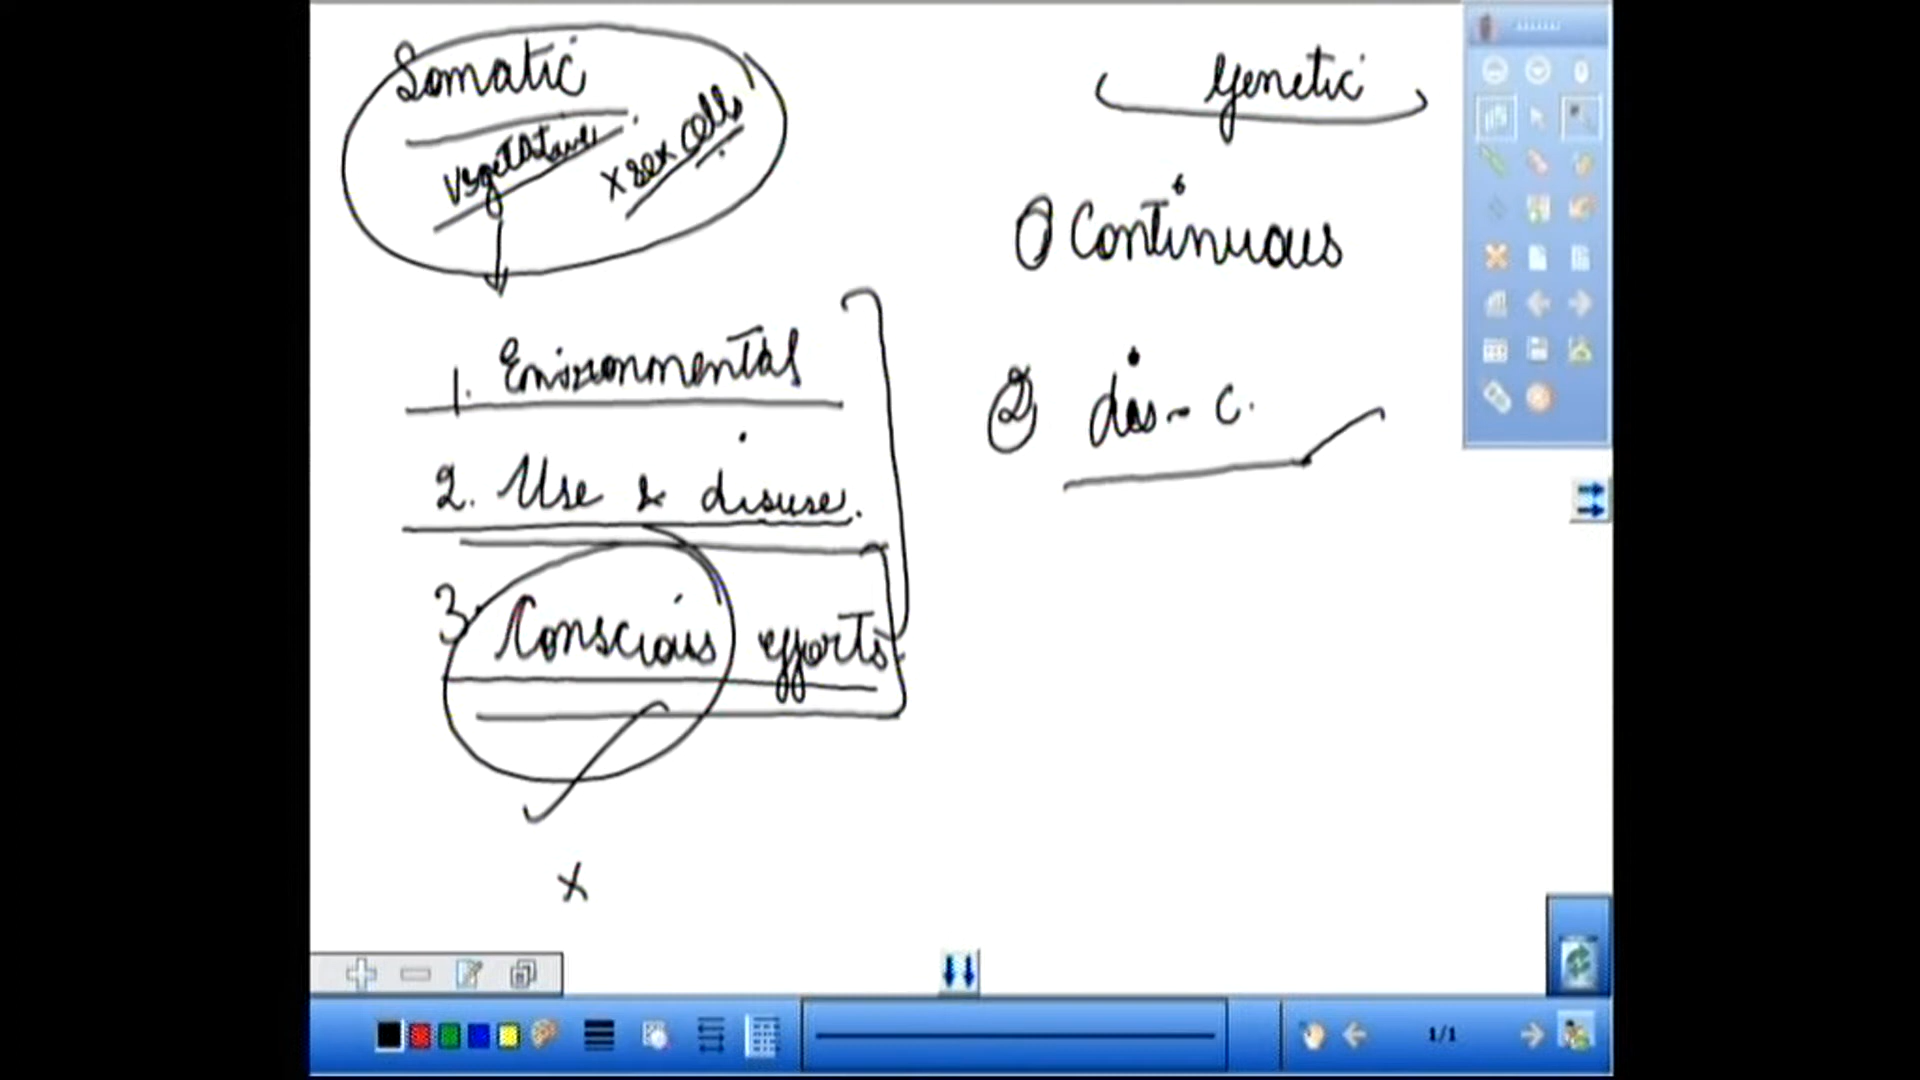 Somatic
vegetative
x sex cells
1. Environmental
2. Use & disuse.
3. Conscious efforts.
x
Genetic
① Continuous
② dis - c.
1/1